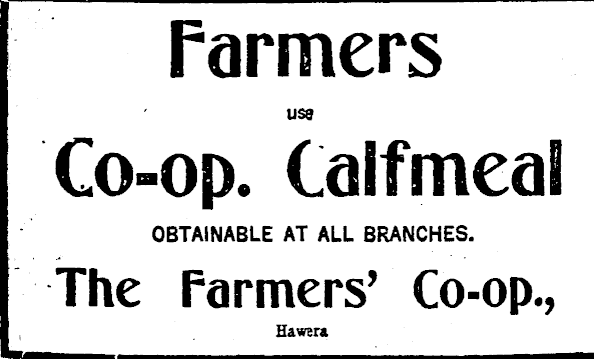 Farmers
use
Co-op. Calfmeal
OBTAINABLE AT ALL BRANCHES.
The Farmers' Co-op.,
Hawera